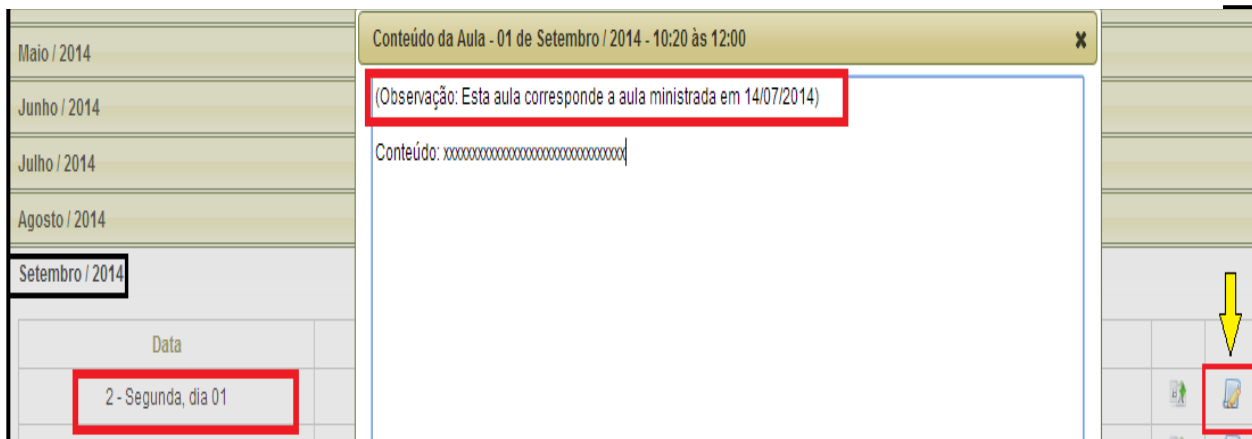 Maio / 2014
Junho / 2014
Julho / 2014
Agosto / 2014
Setembro / 2014
Data
2 - Segunda, dia 01
Conteúdo da Aula - 01 de Setembro / 2014 - 10:20 às 12:00
(Observação: Esta aula corresponde a aula ministrada em 14/07/2014)
Conteúdo: xxxxxxxxxxxxxxxxxxxxxxxxxxxxxxxx